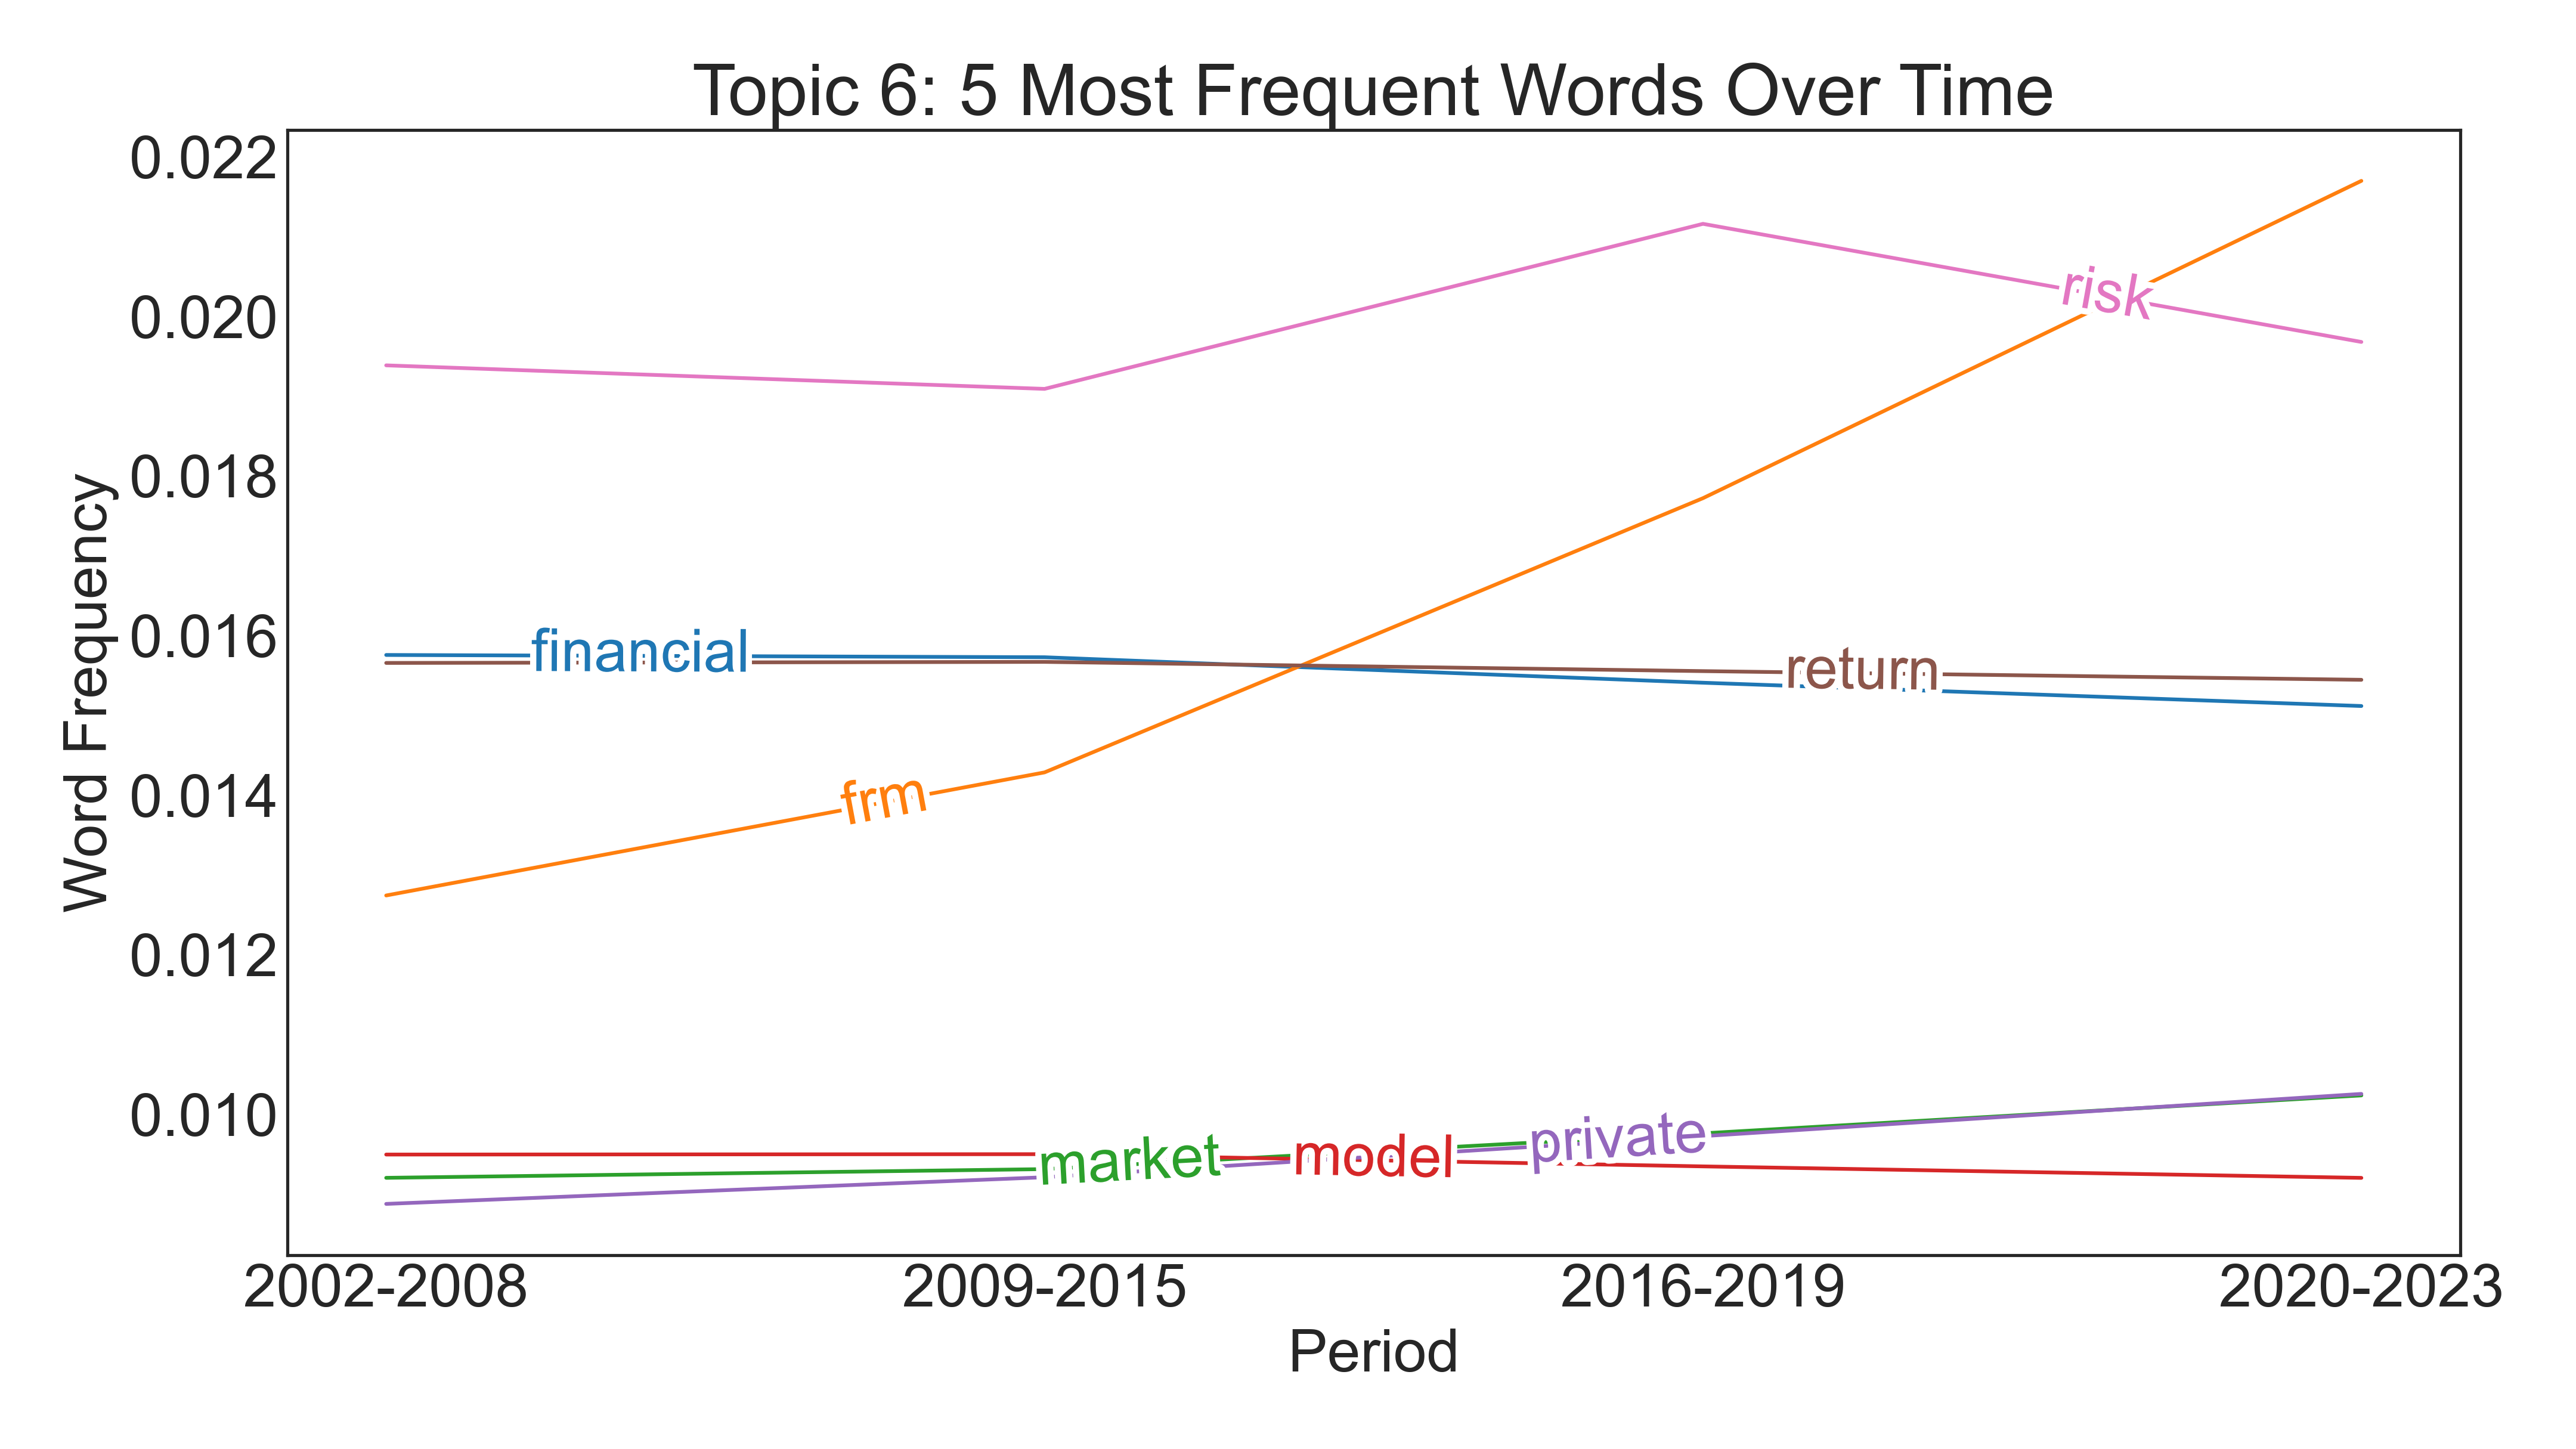 Topic 6: 5 Most Frequent Words Over Time
0.022
0.020
0.018
0.016
0.014
0.012
0.010
Word Frequency
risk
financial
return
frm
market
model
private
2002-2008
2009-2015
2016-2019
2020-2023
Period